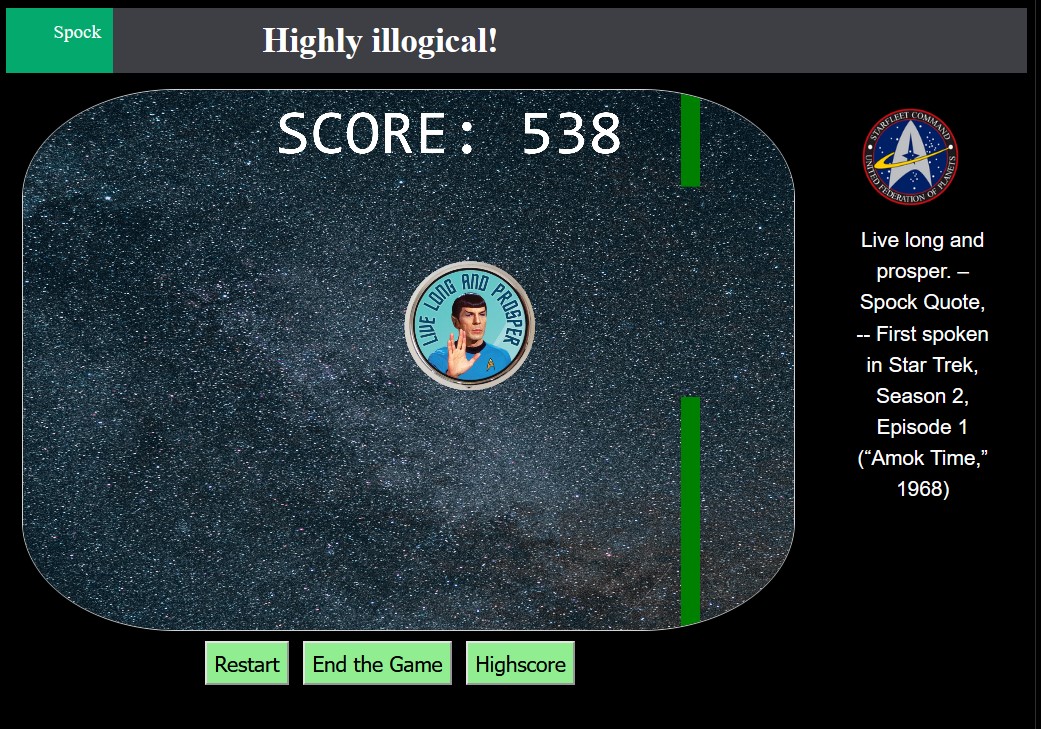 Spock
Highly illogical!
SCORE: 538
STARFLEET COMMAND
UNITED FEDERATION OF PLANETS
LIVE LONG AND PROSPER
Live long and
prosper. –
Spock Quote,
-- First spoken
in Star Trek,
Season 2,
Episode 1
(“Amok Time,”
1968)
Restart
End the Game
Highscore